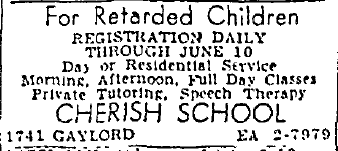 For Retarded Children
REGISTRATION DAILY
THROUGH JUNE 10
Day or Residential Service
Morning, Afternoon, Full Day Classes
Private Tutoring, Speech Therapy
CHERISH SCHOOL
1741 GAYLORD EA 2-7979